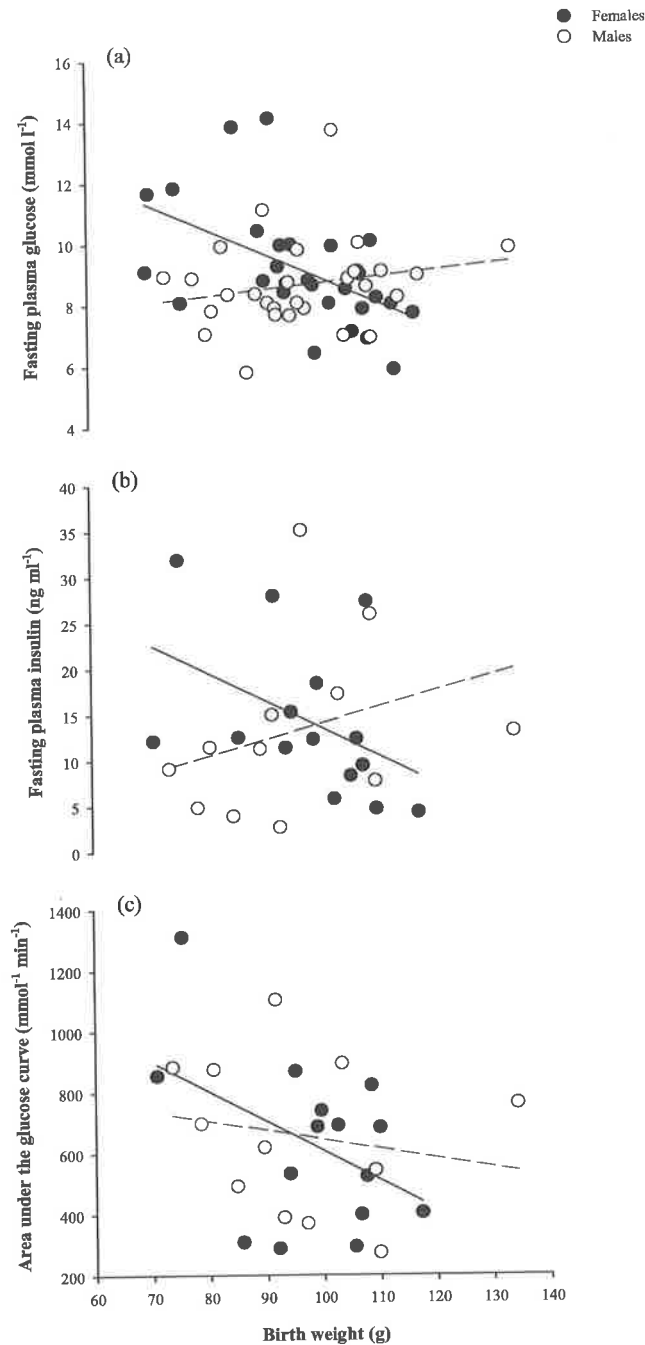 Females
Males
(a)
16
14
12
10
8
6
4
Fasting plasma glucose (mmol l⁻¹)
(b)
40
35
30
25
20
15
10
5
0
Fasting plasma insulin (ng ml⁻¹)
(c)
1400
1200
1000
800
600
400
200
Area under the glucose curve (mmol⁻¹ min⁻¹)
60 70 80 90 100 110 120 130 140
Birth weight (g)